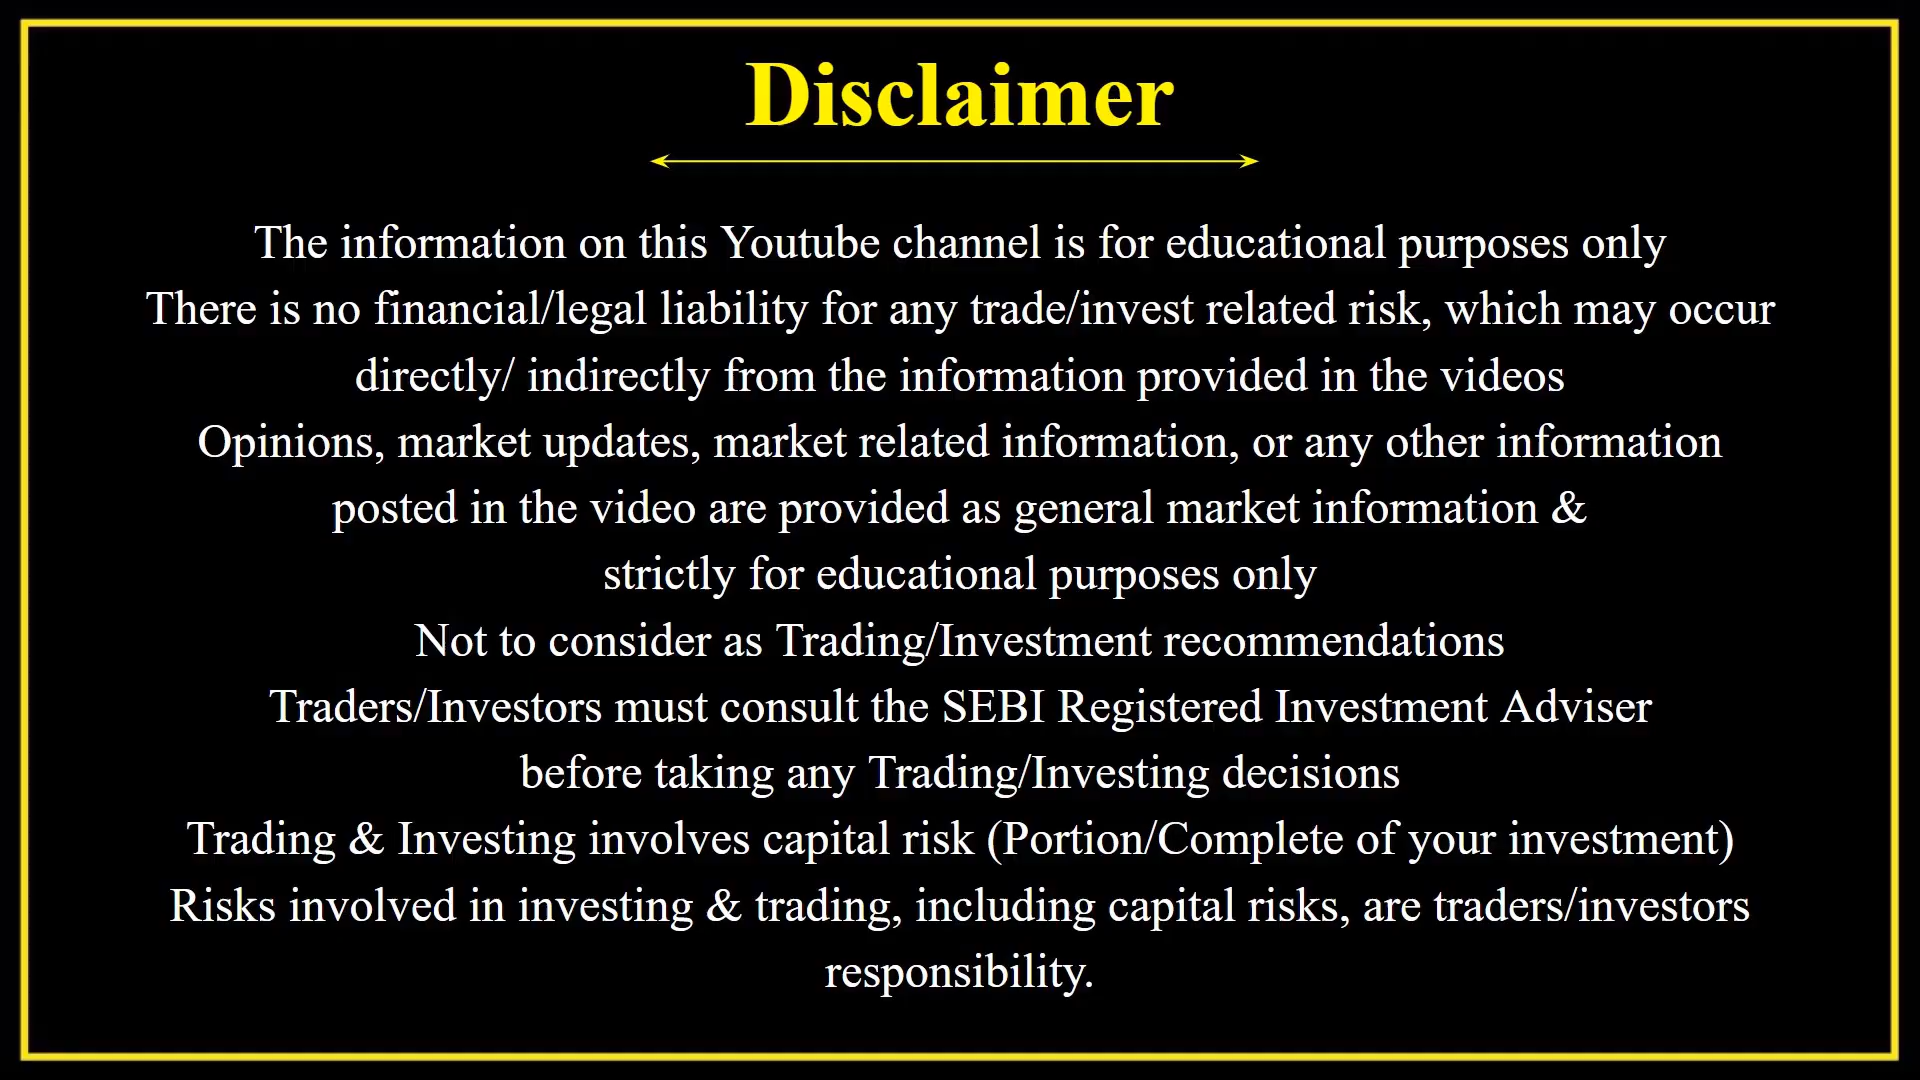 Disclaimer
The information on this Youtube channel is for educational purposes only
There is no financial/legal liability for any trade/invest related risk, which may occur
directly/ indirectly from the information provided in the videos
Opinions, market updates, market related information, or any other information
posted in the video are provided as general market information &
strictly for educational purposes only
Not to consider as Trading/Investment recommendations
Traders/Investors must consult the SEBI Registered Investment Adviser
before taking any Trading/Investing decisions
Trading & Investing involves capital risk (Portion/Complete of your investment)
Risks involved in investing & trading, including capital risks, are traders/investors
responsibility.